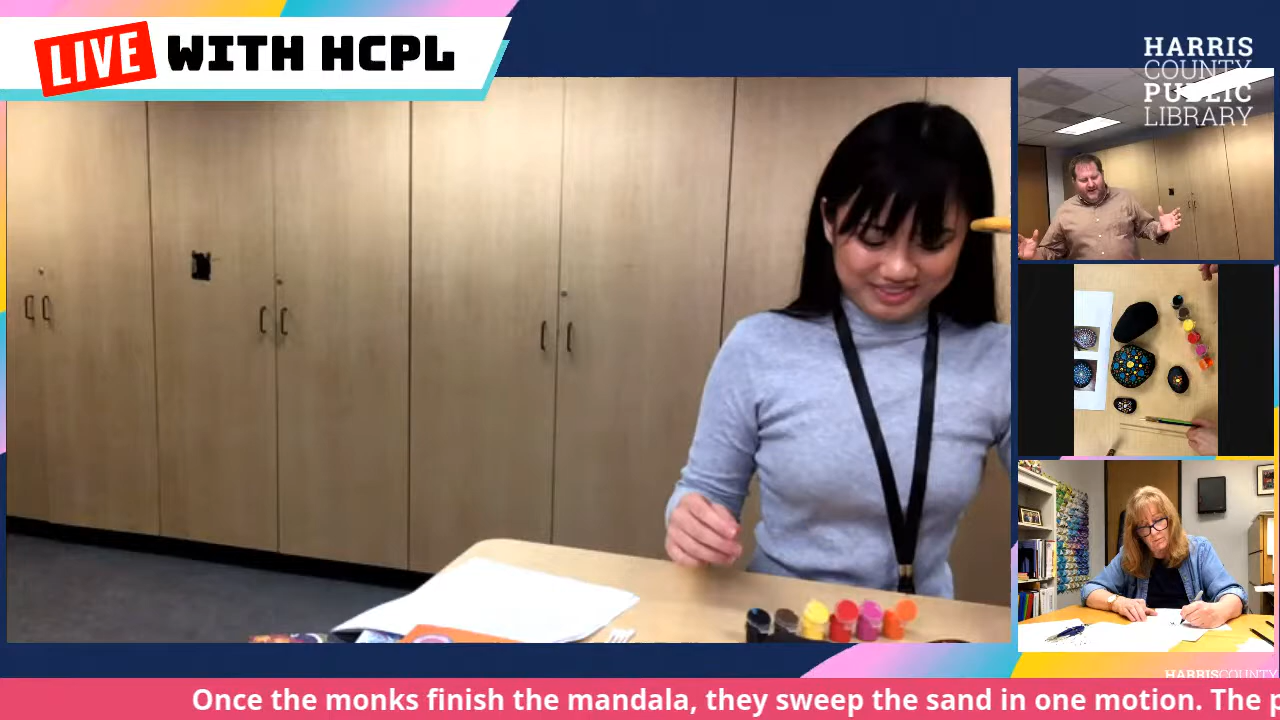 LIVE WITH HCPL
HARRIS
COUNTY
PUBLIC
LIBRARY
HARRISCOUNTY
Once the monks finish the mandala, they sweep the sand in one motion. The p